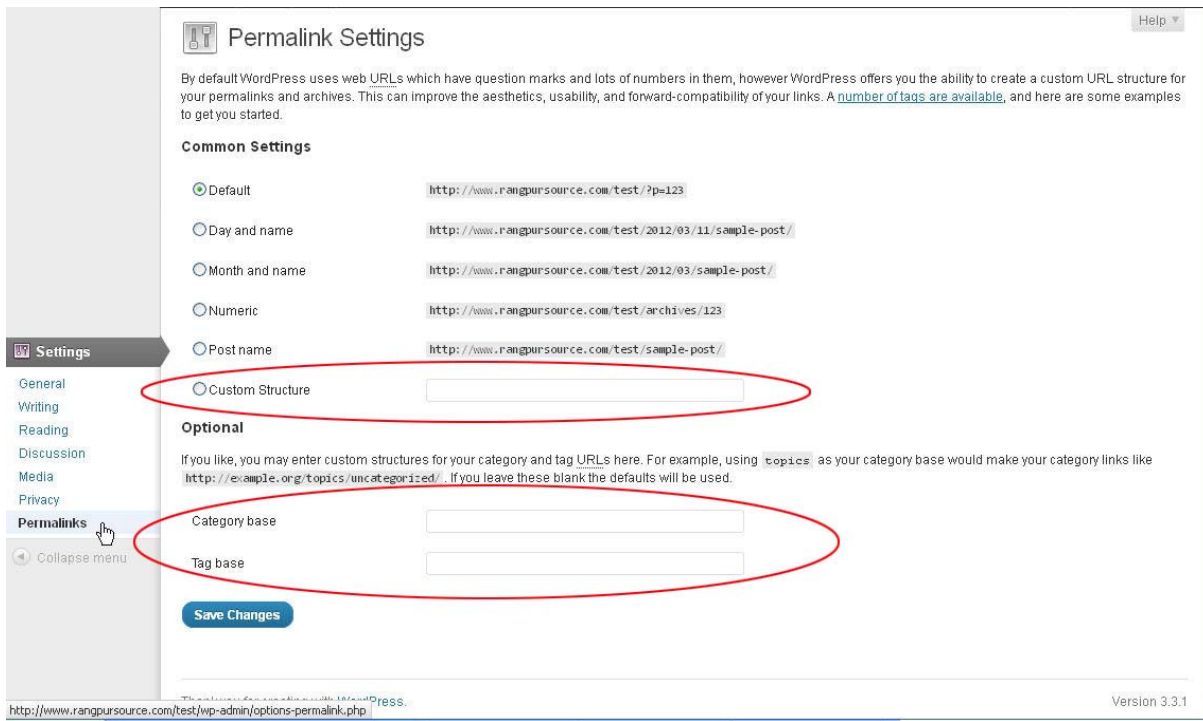 Help
Permalink Settings
By default WordPress uses web URLs which have question marks and lots of numbers in them, however WordPress offers you the ability to create a custom URL structure for
your permalinks and archives. This can improve the aesthetics, usability, and forward-compatibility of your links. A number of tags are available, and here are some examples
to get you started.
Common Settings
Default http://www.rangpursource.com/test/?p=123
Day and name http://www.rangpursource.com/test/2012/03/11/sample-post/
Month and name http://www.rangpursource.com/test/2012/03/sample-post/
Numeric http://www.rangpursource.com/test/archives/123
Post name http://www.rangpursource.com/test/sample-post/
Custom Structure
Settings
General
Writing
Reading
Discussion
Media
Privacy
Permalinks
Collapse menu
Optional
If you like, you may enter custom structures for your category and tag URLs here. For example, using topics as your category base would make your category links like
http://example.org/topics/uncategorized/ . If you leave these blank the defaults will be used.
Category base
Tag base
Save Changes
Thank you for creating with WordPress.
Version 3.3.1
http://www.rangpursource.com/test/wp-admin/options-permalink.php